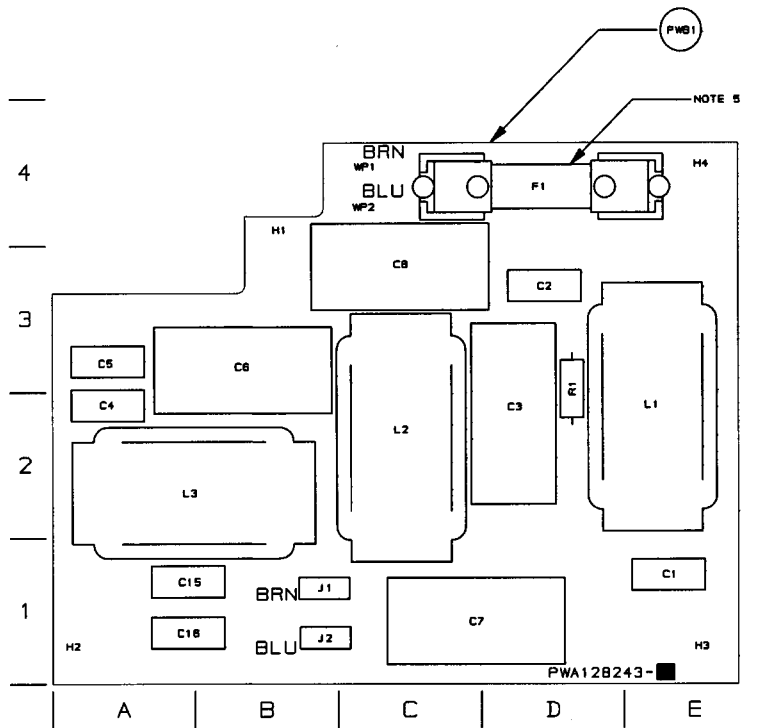 PWB1
NOTE 5
4
BRN
WP1
BLU
WP2
F1
H4
H1
C8
C2
3
C5
C6
C4
C3
R1
L1
L2
2
L3
C15
C16
BRN J1
BLU J2
C7
C1
1
H2
H3
PWA128243-
A B C D E